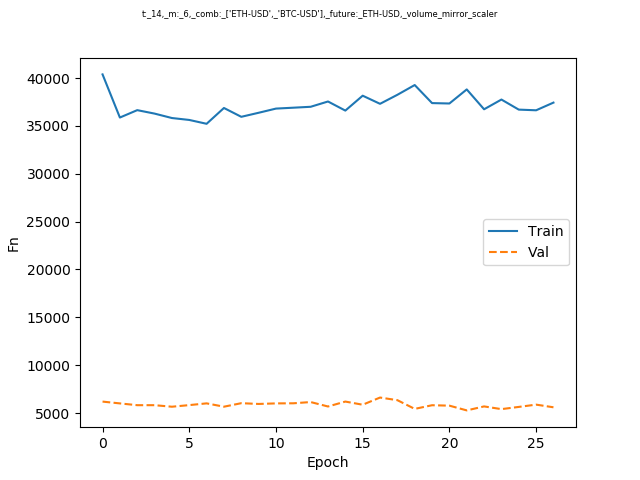 t:_14,_m:_6,_comb:_['ETH-USD',_'BTC-USD'],_future:_ETH-USD,_volume_mirror_scaler
40000
35000
30000
25000
20000
15000
10000
5000
Fn
Train
Val
0 5 10 15 20 25
Epoch